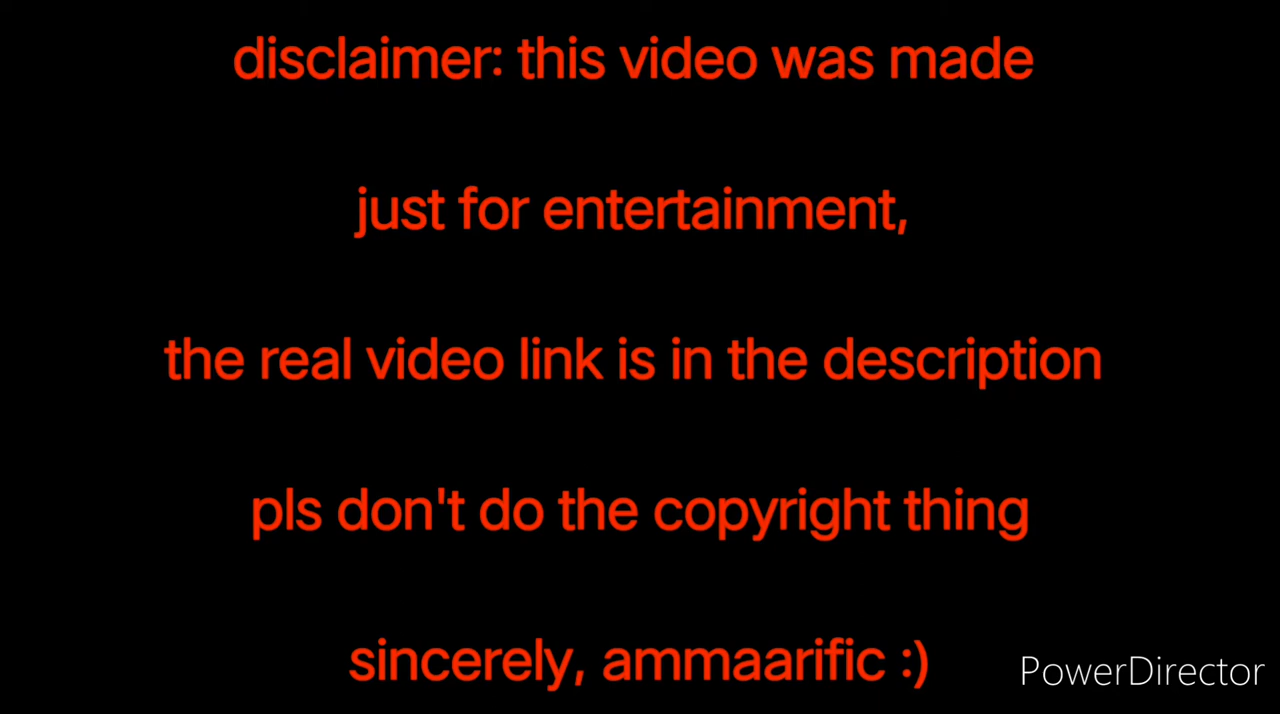 disclaimer: this video was made
just for entertainment,
the real video link is in the description
pls don't do the copyright thing
sincerely, ammaarific :)
PowerDirector